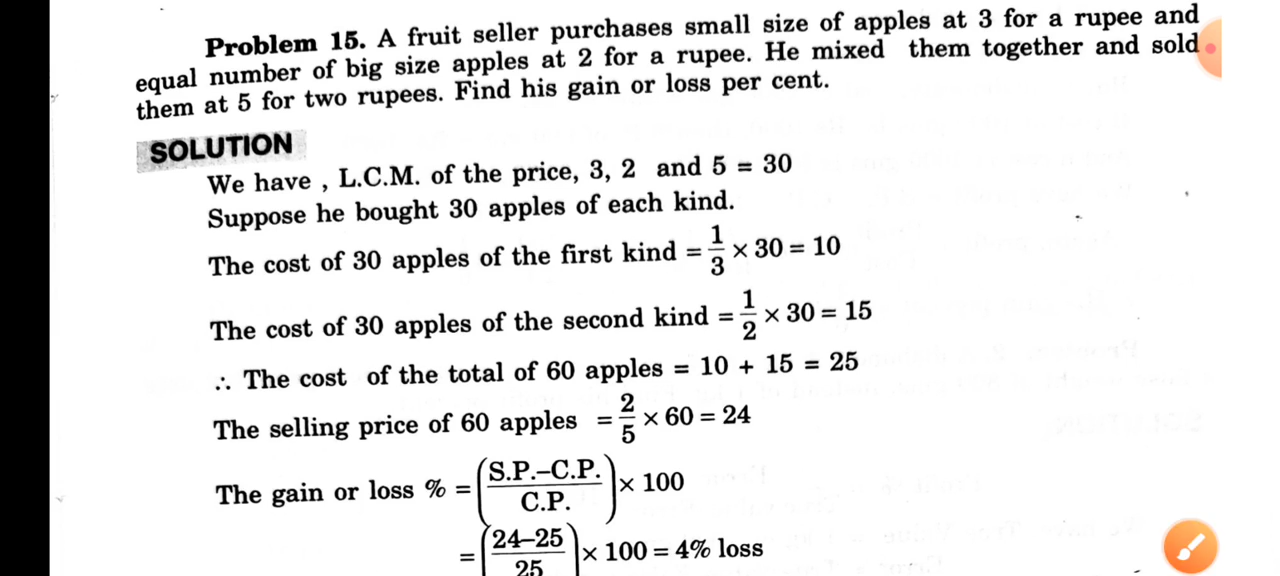 Problem 15. A fruit seller purchases small size of apples at 3 for a rupee and
equal number of big size apples at 2 for a rupee. He mixed them together and sold
them at 5 for two rupees. Find his gain or loss per cent.
SOLUTION
We have , L.C.M. of the price, 3, 2 and 5 = 30
Suppose he bought 30 apples of each kind.
The cost of 30 apples of the first kind = 1/3 × 30 = 10
The cost of 30 apples of the second kind = 1/2 × 30 = 15
∴ The cost of the total of 60 apples = 10 + 15 = 25
The selling price of 60 apples = 2/5 × 60 = 24
The gain or loss % = (S.P.–C.P./C.P.) × 100
= (24–25/25) × 100 = 4% loss